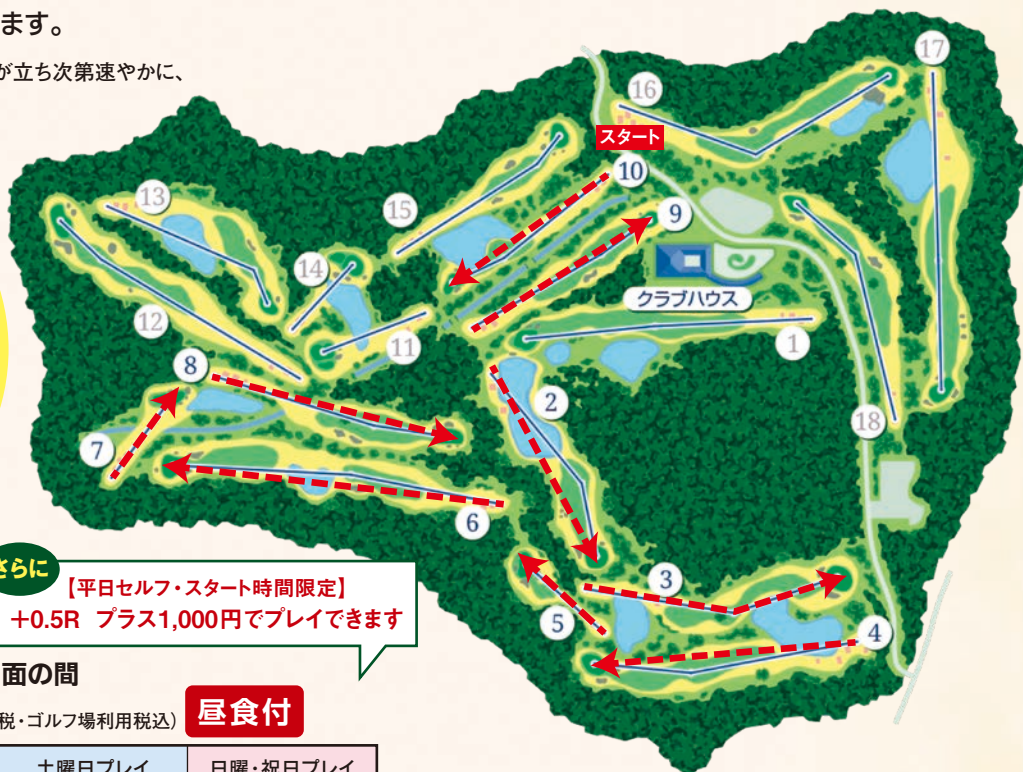 ます。
が立ち次第速やかに、
17
16
スタート
10
13
15
9
14
クラブハウス
12
11
1
8
2
18
7
6
3
5
4
さらに
【平日セルフ・スタート時間限定】
+0.5R プラス1,000円でプレイできます
面の間
税・ゴルフ場利用税込)
昼食付
土曜日プレイ
日曜・祝日プレイ